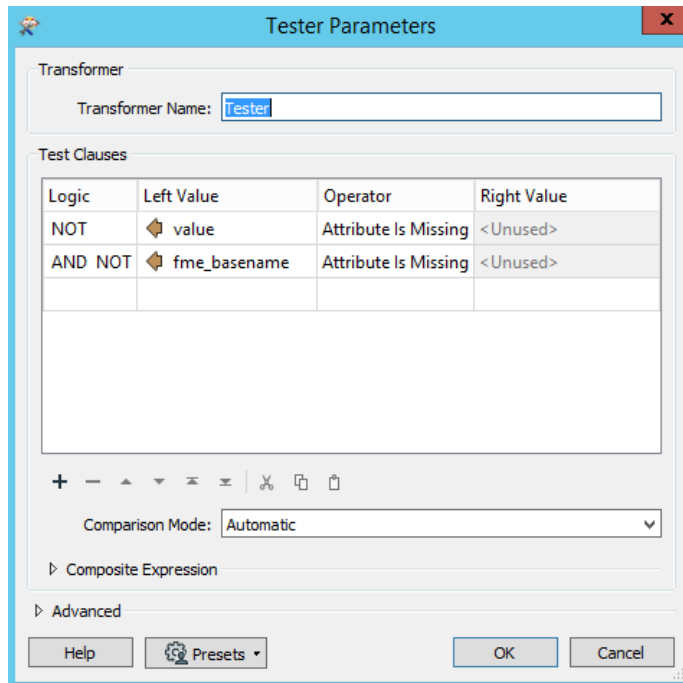 Tester Parameters
x
Transformer
Transformer Name: Tester
Test Clauses
Logic Left Value Operator Right Value
NOT value Attribute Is Missing <Unused>
AND NOT fme_basename Attribute Is Missing <Unused>
Comparison Mode: Automatic
Composite Expression
Advanced
Help Presets OK Cancel